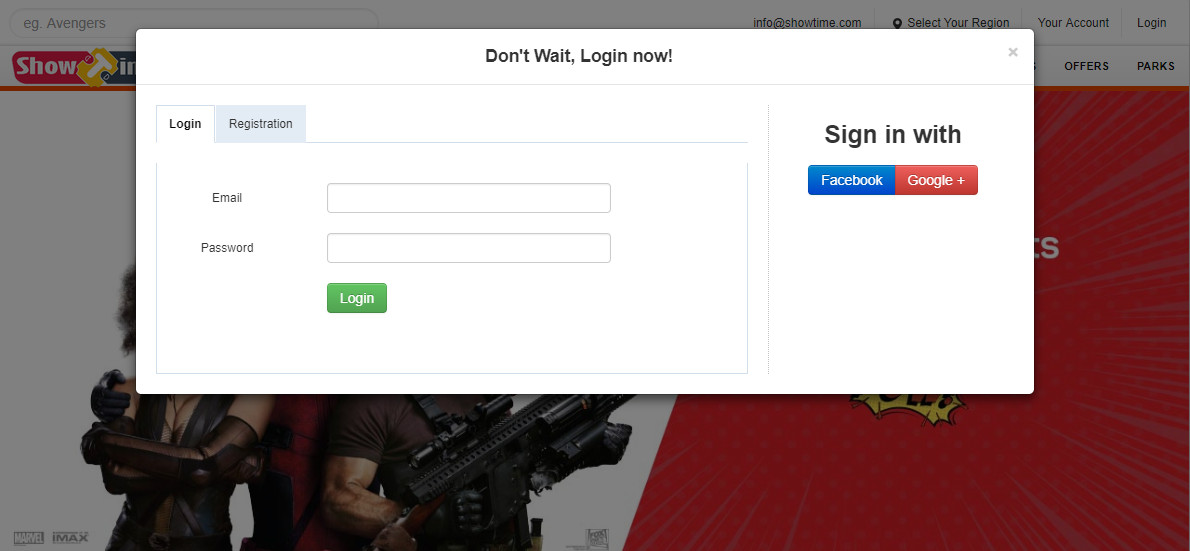 eg. Avengers
info@showtime.com
Select Your Region
Your Account
Login
Show
OFFERS
PARKS
Don't Wait, Login now!
×
Login
Registration
Email
Password
Login
Sign in with
Facebook
Google +
MARVEL
IMAX